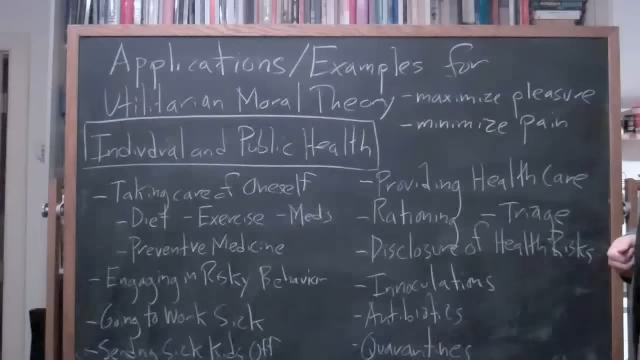 Applications/Examples for
Utilitarian Moral Theory
- maximize pleasure
- minimize pain
Individual and Public Health
- Taking care of Oneself
- Diet - Exercise - Meds
- Preventive Medicine
- Engaging in Risky Behavior
- Going to Work Sick
- Sending Sick Kids Off
- Providing Health Care
- Rationing - Triage
- Disclosure of Health Risks
- Innoculations
- Antibiotics
- Quarantines